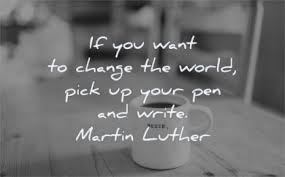 If you want
to change the world,
pick up your pen
and write.
Martin Luther